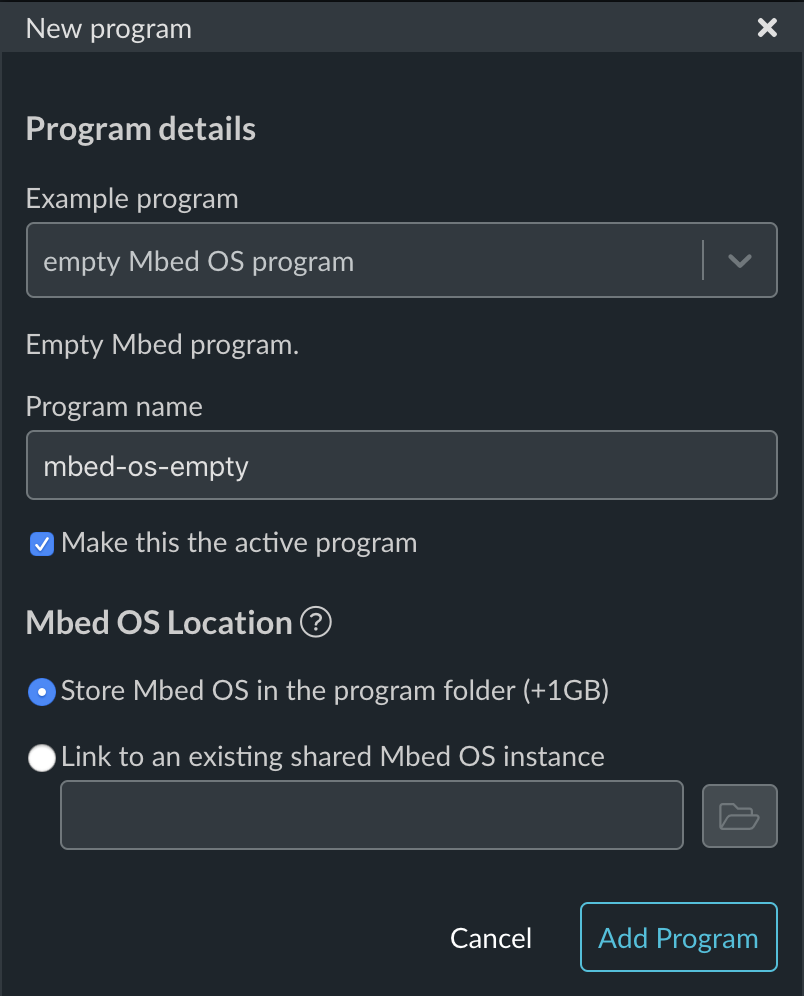 New program
Program details
Example program
empty Mbed OS program
Empty Mbed program.
Program name
mbed-os-empty
Make this the active program
Mbed OS Location ?
Store Mbed OS in the program folder (+1GB)
Link to an existing shared Mbed OS instance
Cancel Add Program